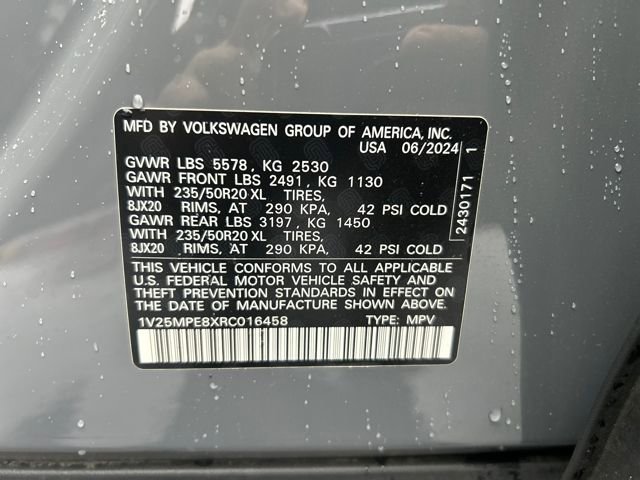 MFD BY VOLKSWAGEN GROUP OF AMERICA, INC.
USA 06/2024
GVWR LBS 5578, KG 2530
GAWR FRONT LBS 2491, KG 1130
WITH 235/50R20 XL TIRES,
8JX20 RIMS, AT 290 KPA, 42 PSI COLD
GAWR REAR LBS 3197, KG 1450
WITH 235/50R20 XL TIRES,
8JX20 RIMS, AT 290 KPA, 42 PSI COLD
THIS VEHICLE CONFORMS TO ALL APPLICABLE
U.S. FEDERAL MOTOR VEHICLE SAFETY AND
THEFT PREVENTION STANDARDS IN EFFECT ON
THE DATE OF MANUFACTURE SHOWN ABOVE.
1V25MPE8XRC016458 TYPE: MPV
2430171 1